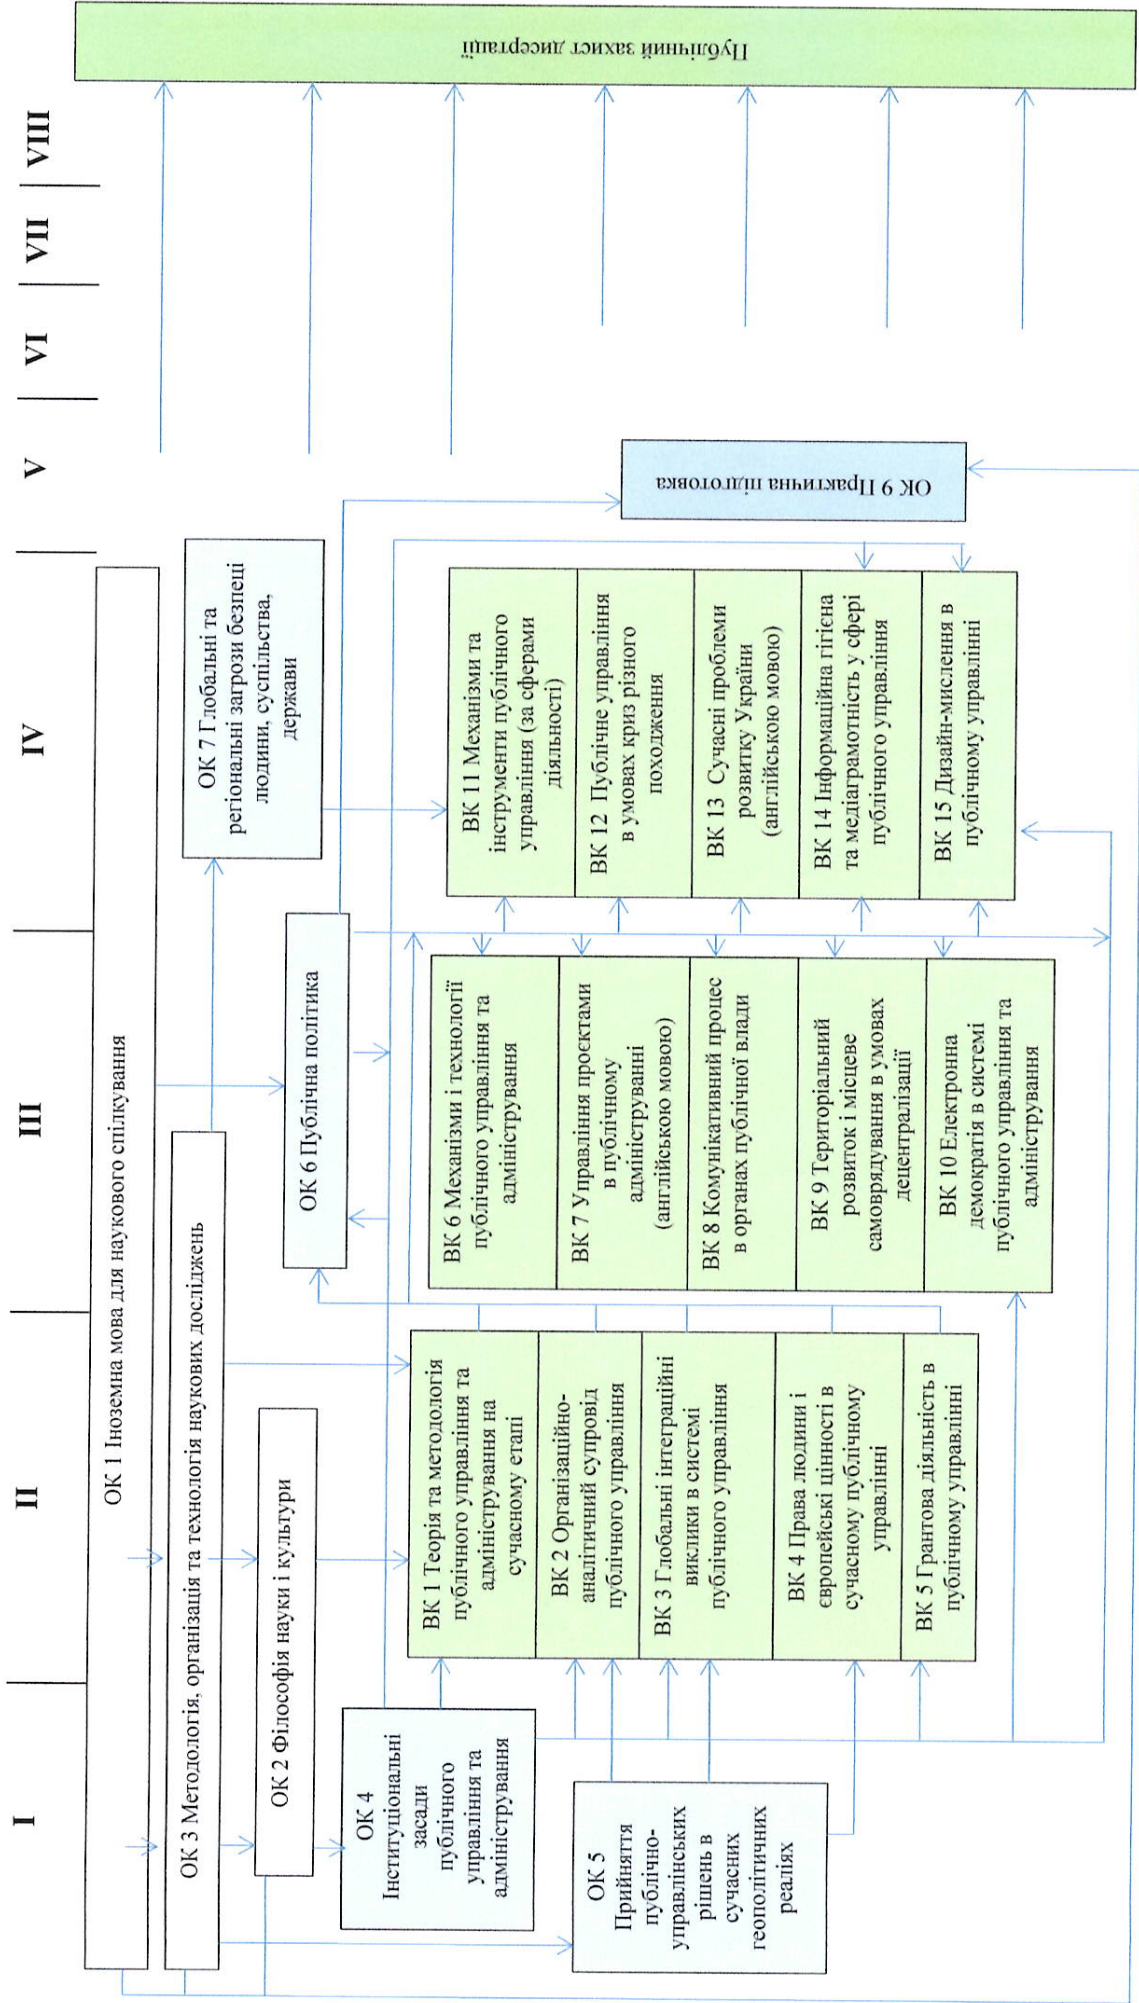 I
II
III
IV
V
VI
VII
VIII
ОК 1 Іноземна мова для наукового спілкування
ОК 3 Методологія, організація та технологія наукових досліджень
ОК 2 Філософія науки і культури
ОК 4
Інституціональні
засади
публічного
управління та
адміністрування
ОК 5
Прийняття
публічно-
управлінських
рішень в
сучасних
геополітичних
реаліях
ВК 1 Теорія та методологія
публічного управління та
адміністрування на
сучасному етапі
ВК 2 Організаційно-
аналітичний супровід
публічного управління
ВК 3 Глобальні інтеграційні
виклики в системі
публічного управління
ВК 4 Права людини і
європейські цінності в
сучасному публічному
управлінні
ВК 5 Грантова діяльність в
публічному управлінні
ОК 6 Публічна політика
ВК 6 Механізми і технології
публічного управління та
адміністрування
ВК 7 Управління проєктами
в публічному
адмініструванні
(англійською мовою)
ВК 8 Комунікативний процес
в органах публічної влади
ВК 9 Територіальний
розвиток і місцеве
самоврядування в умовах
децентралізації
ВК 10 Електронна
демократія в системі
публічного управління та
адміністрування
ОК 7 Глобальні та
регіональні загрози безпеці
людини, суспільства,
держави
ВК 11 Механізми та
інструменти публічного
управління (за сферами
діяльності)
ВК 12 Публічне управління
в умовах криз різного
походження
ВК 13 Сучасні проблеми
розвитку України
(англійською мовою)
ВК 14 Інформаційна гігієна
та медіаграмотність у сфері
публічного управління
ВК 15 Дизайн-мислення в
публічному управлінні
ОК 9 Практична підготовка
Публічний захист дисертації